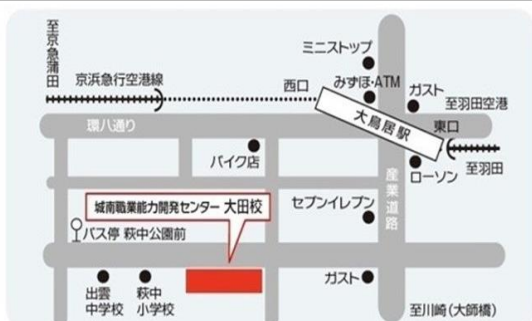 至京急蒲田
京浜急行空港線
ミニストップ
西口
みずほ・ATM
ガスト
至羽田空港
大鳥居駅
環八通り
東口
バイク店
ローソン
至羽田
産業道路
城南職業能力開発センター 大田校
セブンイレブン
バス停 萩中公園前
出雲
中学校
萩中
小学校
ガスト
至川崎(大師橋)